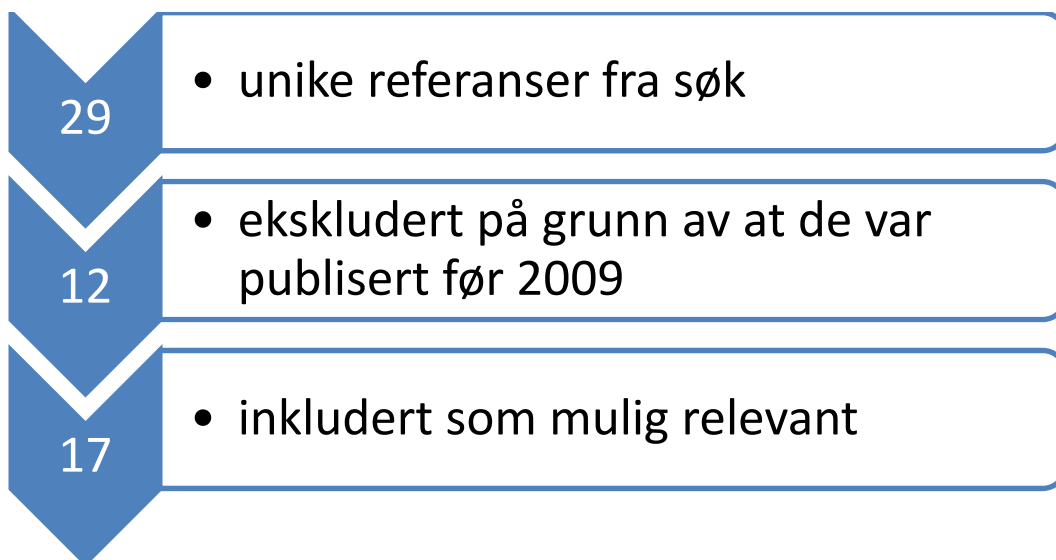 29
• unike referanser fra søk
12
• ekskludert på grunn av at de var
publisert før 2009
17
• inkludert som mulig relevant